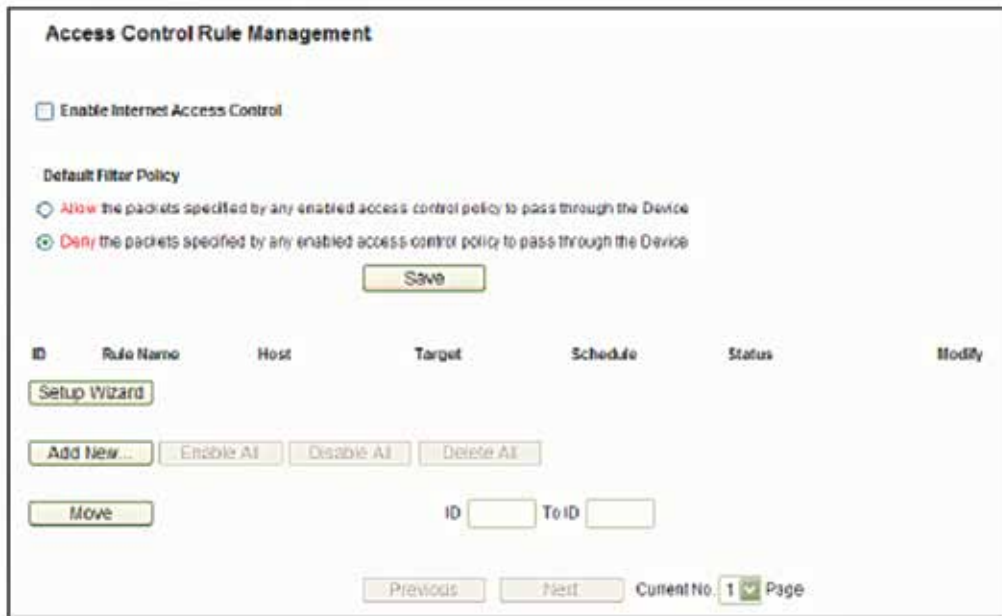 Access Control Rule Management
Enable Internet Access Control
Default Filter Policy
Allow the packets specified by any enabled access control policy to pass through the Device
Deny the packets specified by any enabled access control policy to pass through the Device
Save
ID Rule Name Host Target Schedule Status Modify
Setup Wizard
Add New... Enable All Disable All Delete All
Move ID To ID
Previous Next Current No. 1 Page